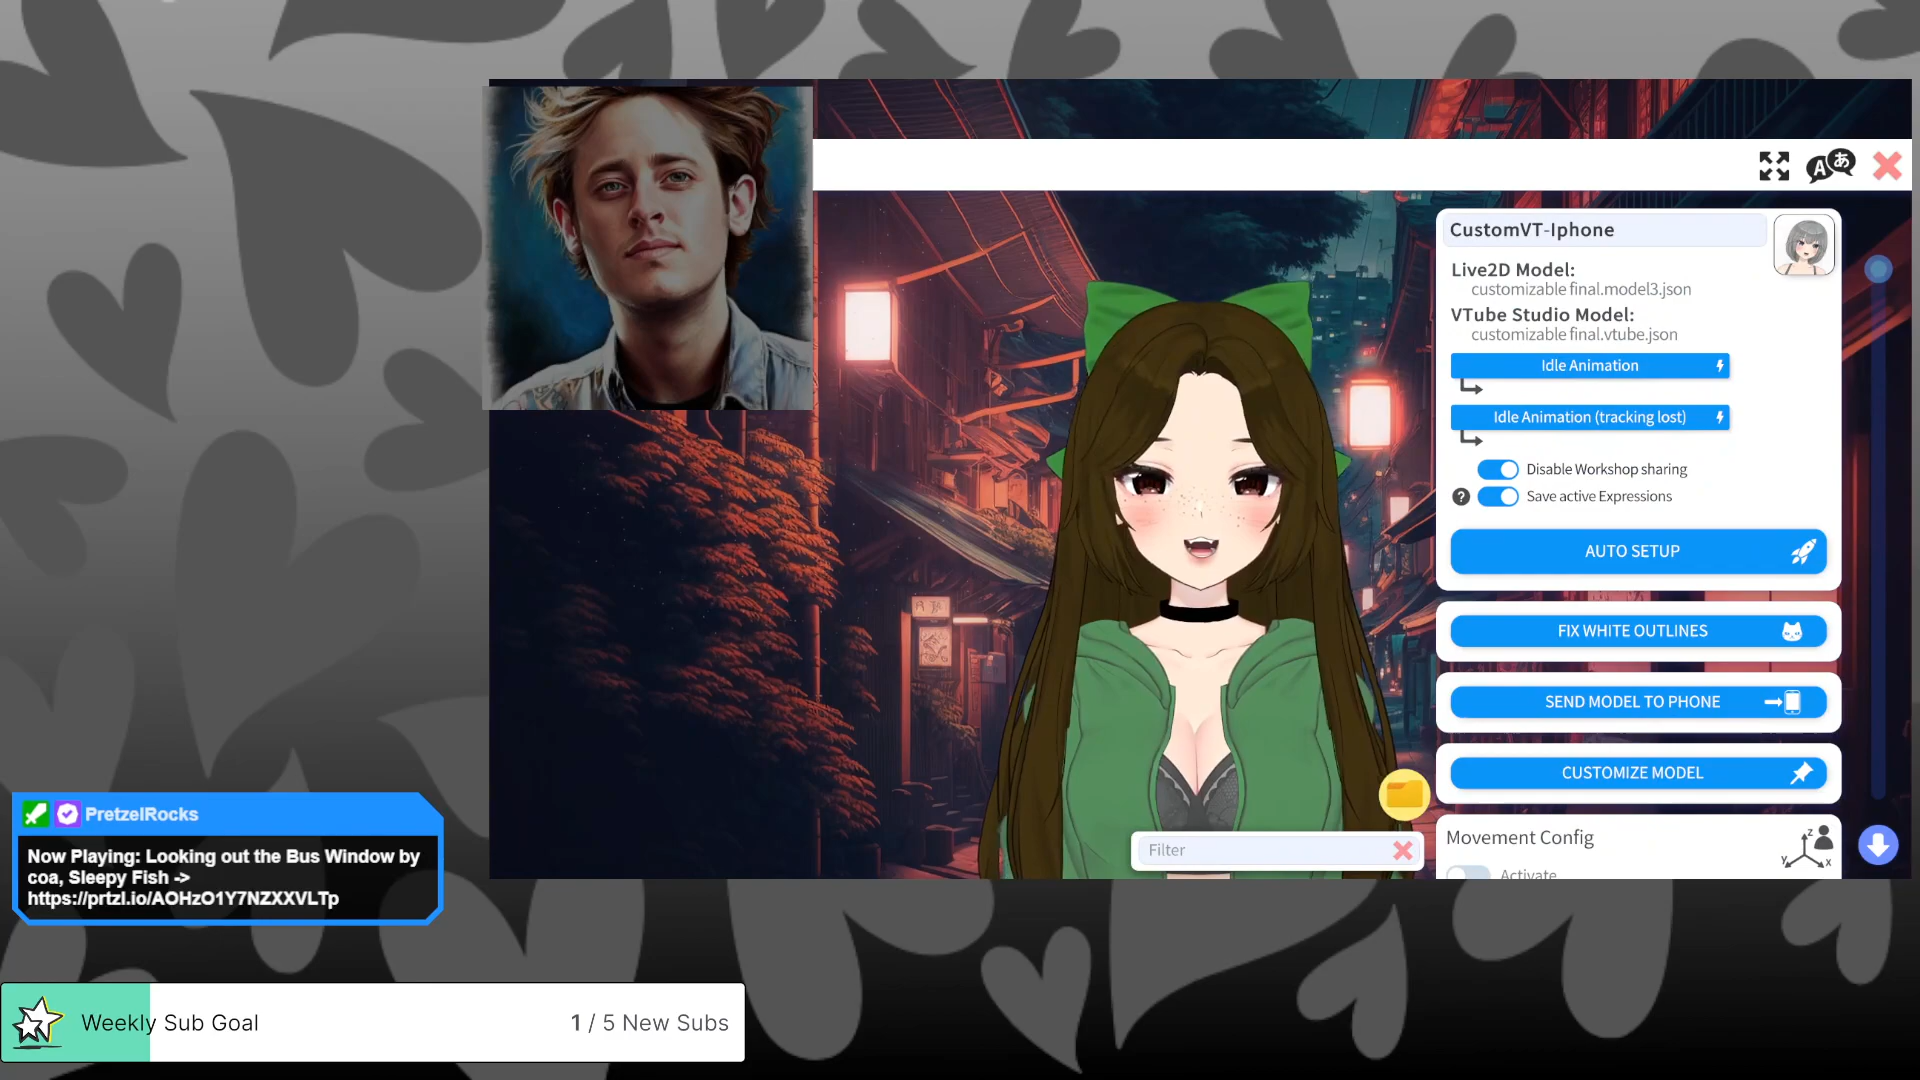 CustomVT-Iphone
Live2D Model:
customizable final.model3.json
VTube Studio Model:
customizable final.vtube.json
Idle Animation
Idle Animation (tracking lost)
Disable Workshop sharing
? Save active Expressions
AUTO SETUP
FIX WHITE OUTLINES
SEND MODEL TO PHONE
CUSTOMIZE MODEL
Filter
Movement Config
Activate
A あ
z
y x
PretzelRocks
Now Playing: Looking out the Bus Window by
coa, Sleepy Fish ->
https://prtzl.io/AOHzO1Y7NZXXVLTp
Weekly Sub Goal
1 / 5 New Subs